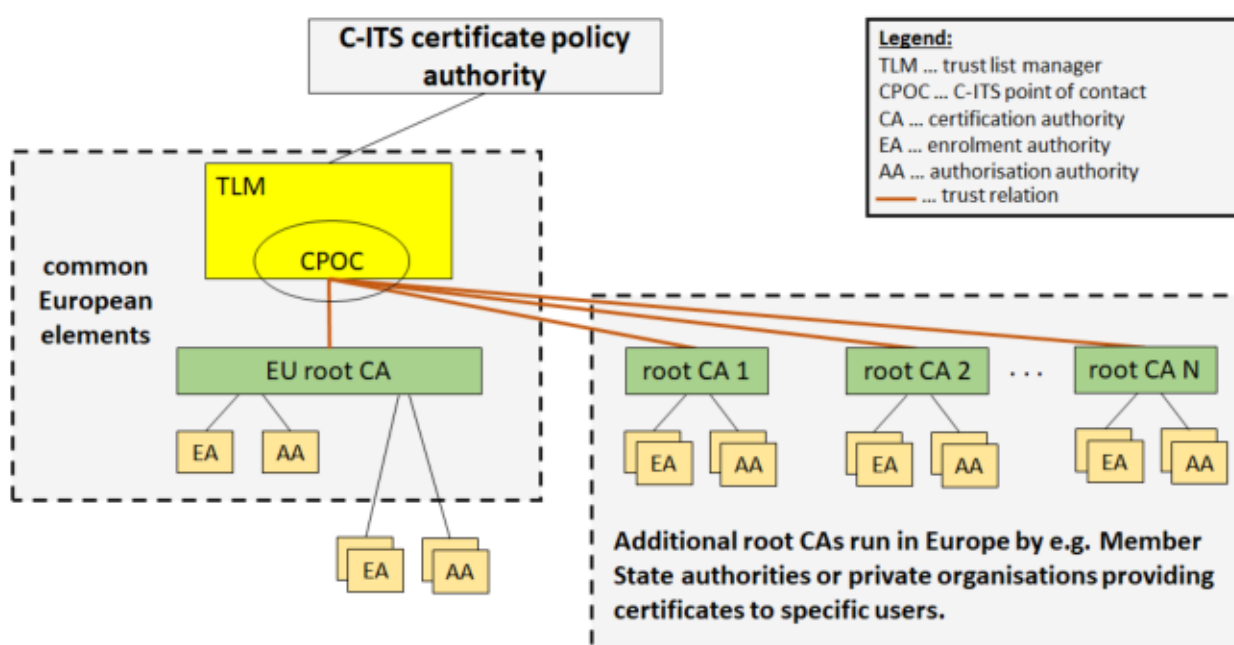 C-ITS certificate policy
authority
Legend:
TLM ... trust list manager
CPOC ... C-ITS point of contact
CA ... certification authority
EA ... enrolment authority
AA ... authorisation authority
... trust relation
TLM
CPOC
common
European
elements
EU root CA
root CA 1
root CA 2
. . .
root CA N
EA
AA
EA
AA
EA
AA
EA
AA
EA
AA
Additional root CAs run in Europe by e.g. Member
State authorities or private organisations providing
certificates to specific users.